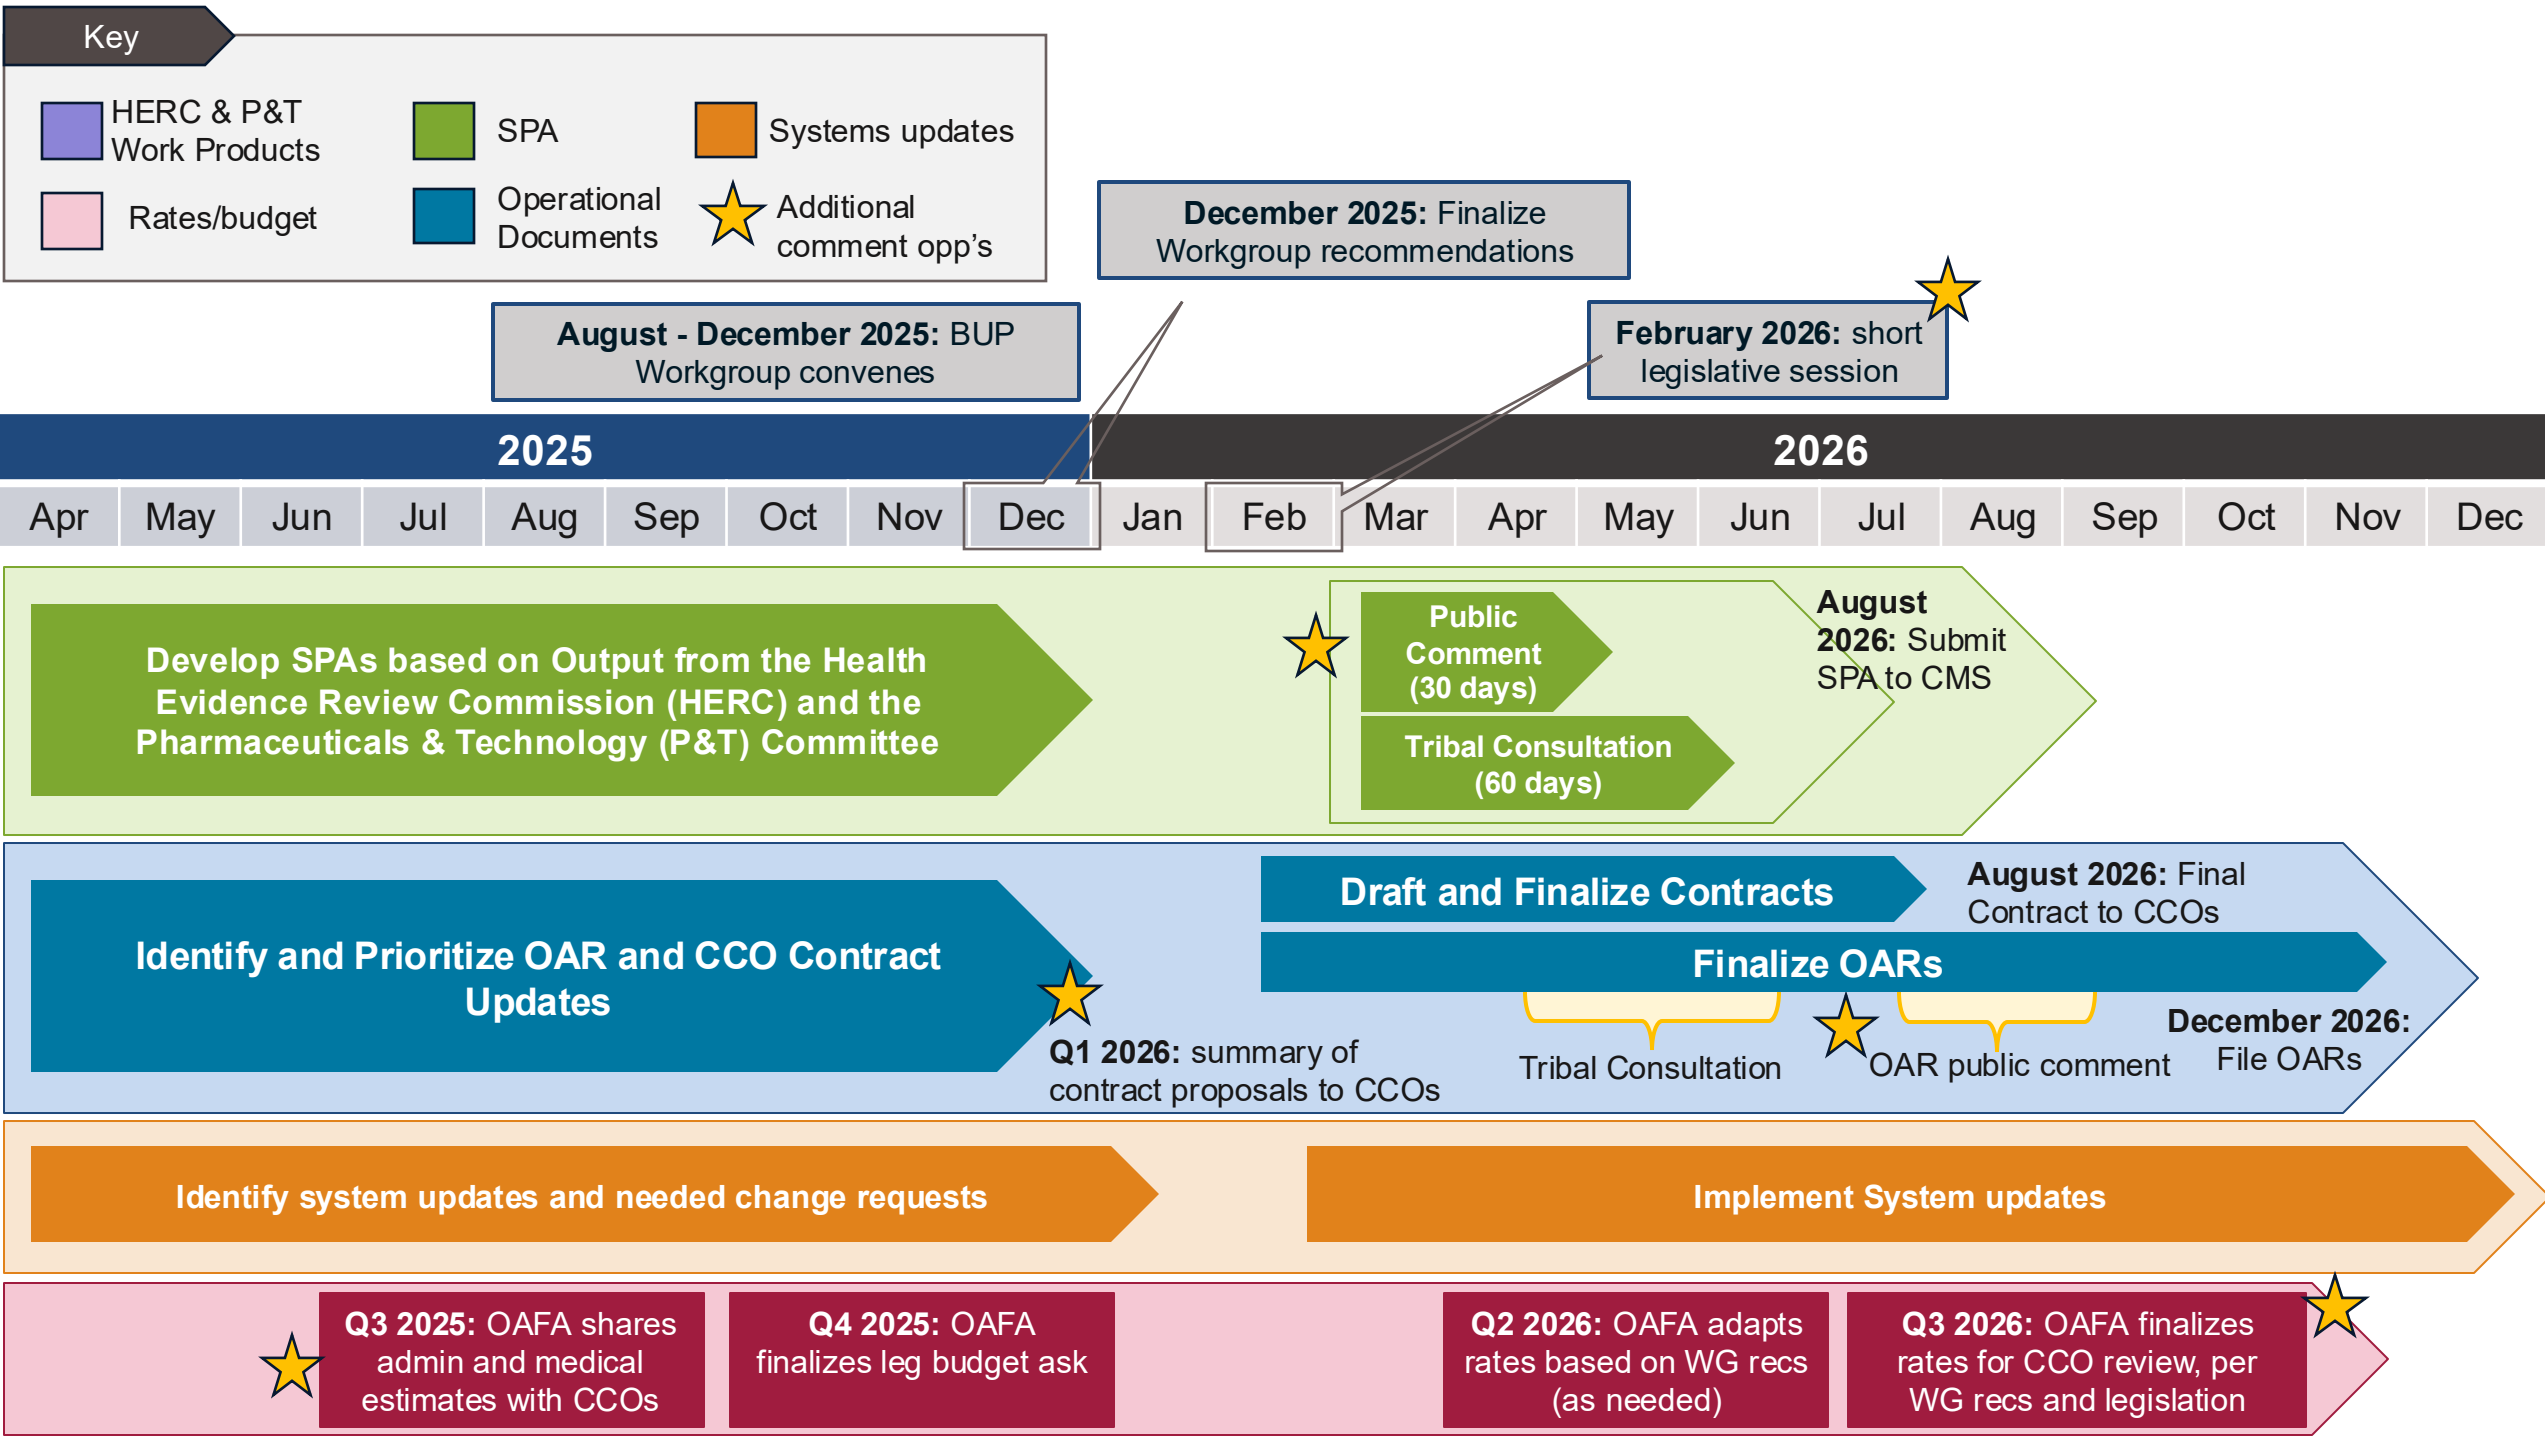 Key
HERC & P&T
Work Products
SPA
Systems updates
Rates/budget
Operational
Documents
Additional
comment opp’s
December 2025: Finalize
Workgroup recommendations
August - December 2025: BUP
Workgroup convenes
February 2026: short
legislative session
2025
2026
Apr
May
Jun
Jul
Aug
Sep
Oct
Nov
Dec
Jan
Feb
Mar
Apr
May
Jun
Jul
Aug
Sep
Oct
Nov
Dec
Develop SPAs based on Output from the Health
Evidence Review Commission (HERC) and the
Pharmaceuticals & Technology (P&T) Committee
Public
Comment
(30 days)
Tribal Consultation
(60 days)
August
2026: Submit
SPA to CMS
Identify and Prioritize OAR and CCO Contract
Updates
Q1 2026: summary of
contract proposals to CCOs
Draft and Finalize Contracts
August 2026: Final
Contract to CCOs
Finalize OARs
Tribal Consultation
OAR public comment
December 2026:
File OARs
Identify system updates and needed change requests
Implement System updates
Q3 2025: OAFA shares
admin and medical
estimates with CCOs
Q4 2025: OAFA
finalizes leg budget ask
Q2 2026: OAFA adapts
rates based on WG recs
(as needed)
Q3 2026: OAFA finalizes
rates for CCO review, per
WG recs and legislation